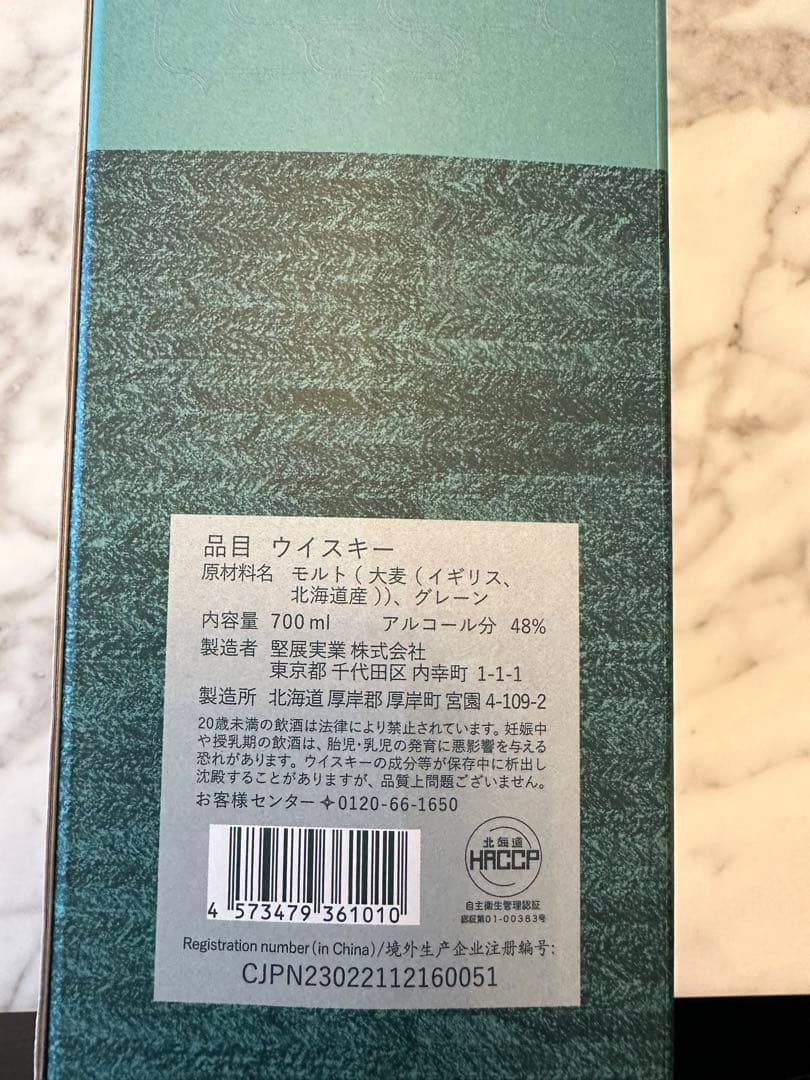 品目 ウイスキー
原材料名 モルト(大麦(イギリス、
北海道産))、グレーン
内容量 700ml アルコール分 48%
製造者 堅展実業 株式会社
東京都 千代田区 内幸町 1-1-1
製造所 北海道 厚岸郡 厚岸町 宮園 4-109-2
20歳未満の飲酒は法律により禁止されています。妊娠中
や授乳期の飲酒は、胎児・乳児の発育に悪影響を与える
恐れがあります。ウイスキーの成分等が保存中に析出し
沈殿することがありますが、品質上問題ございません。
お客様センター✧0120-66-1650
4 573479 361010
北海道
HACCP
自主衛生管理認証
認証第01-00383号
Registration number(in China)/境外生产企业注册编号:
CJPN23022112160051